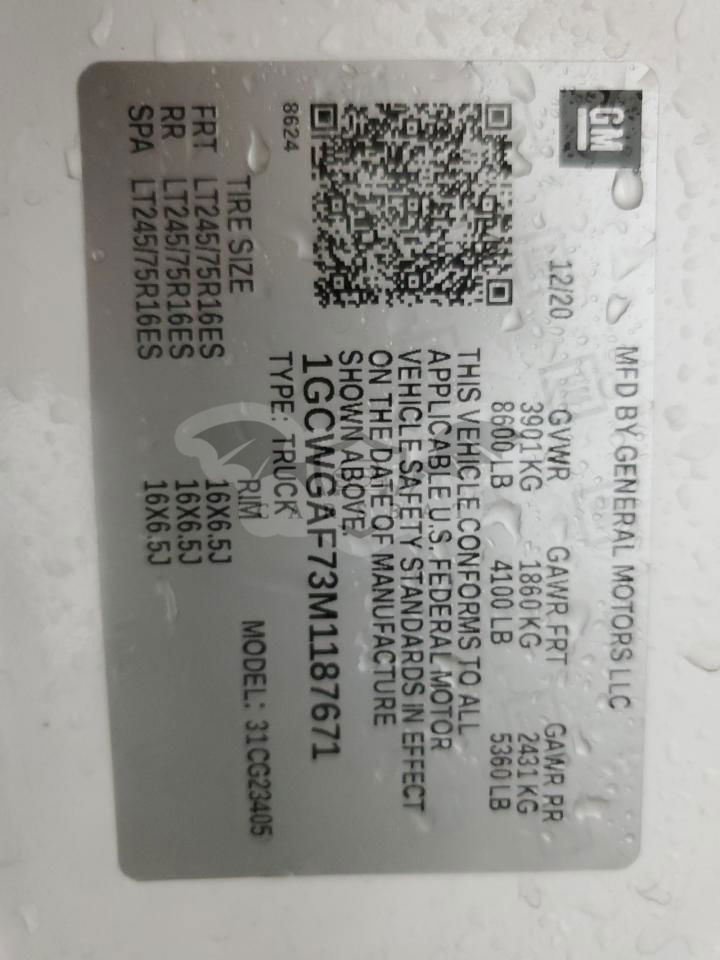 GM
MFD BY GENERAL MOTORS LLC
12/20
GVWR GAWR FRT GAWR RR
3901 KG 1860 KG 2431 KG
8600 LB 4100 LB 5360 LB
THIS VEHICLE CONFORMS TO ALL
APPLICABLE U.S. FEDERAL MOTOR
VEHICLE SAFETY STANDARDS IN EFFECT
ON THE DATE OF MANUFACTURE
SHOWN ABOVE.
1GCWGAF73M1187671
8624
TYPE: TRUCK
MODEL: 31CG23405
TIRE SIZE RIM
FRT LT245/75R16ES 16X6.5J
RR LT245/75R16ES 16X6.5J
SPA LT245/75R16ES 16X6.5J